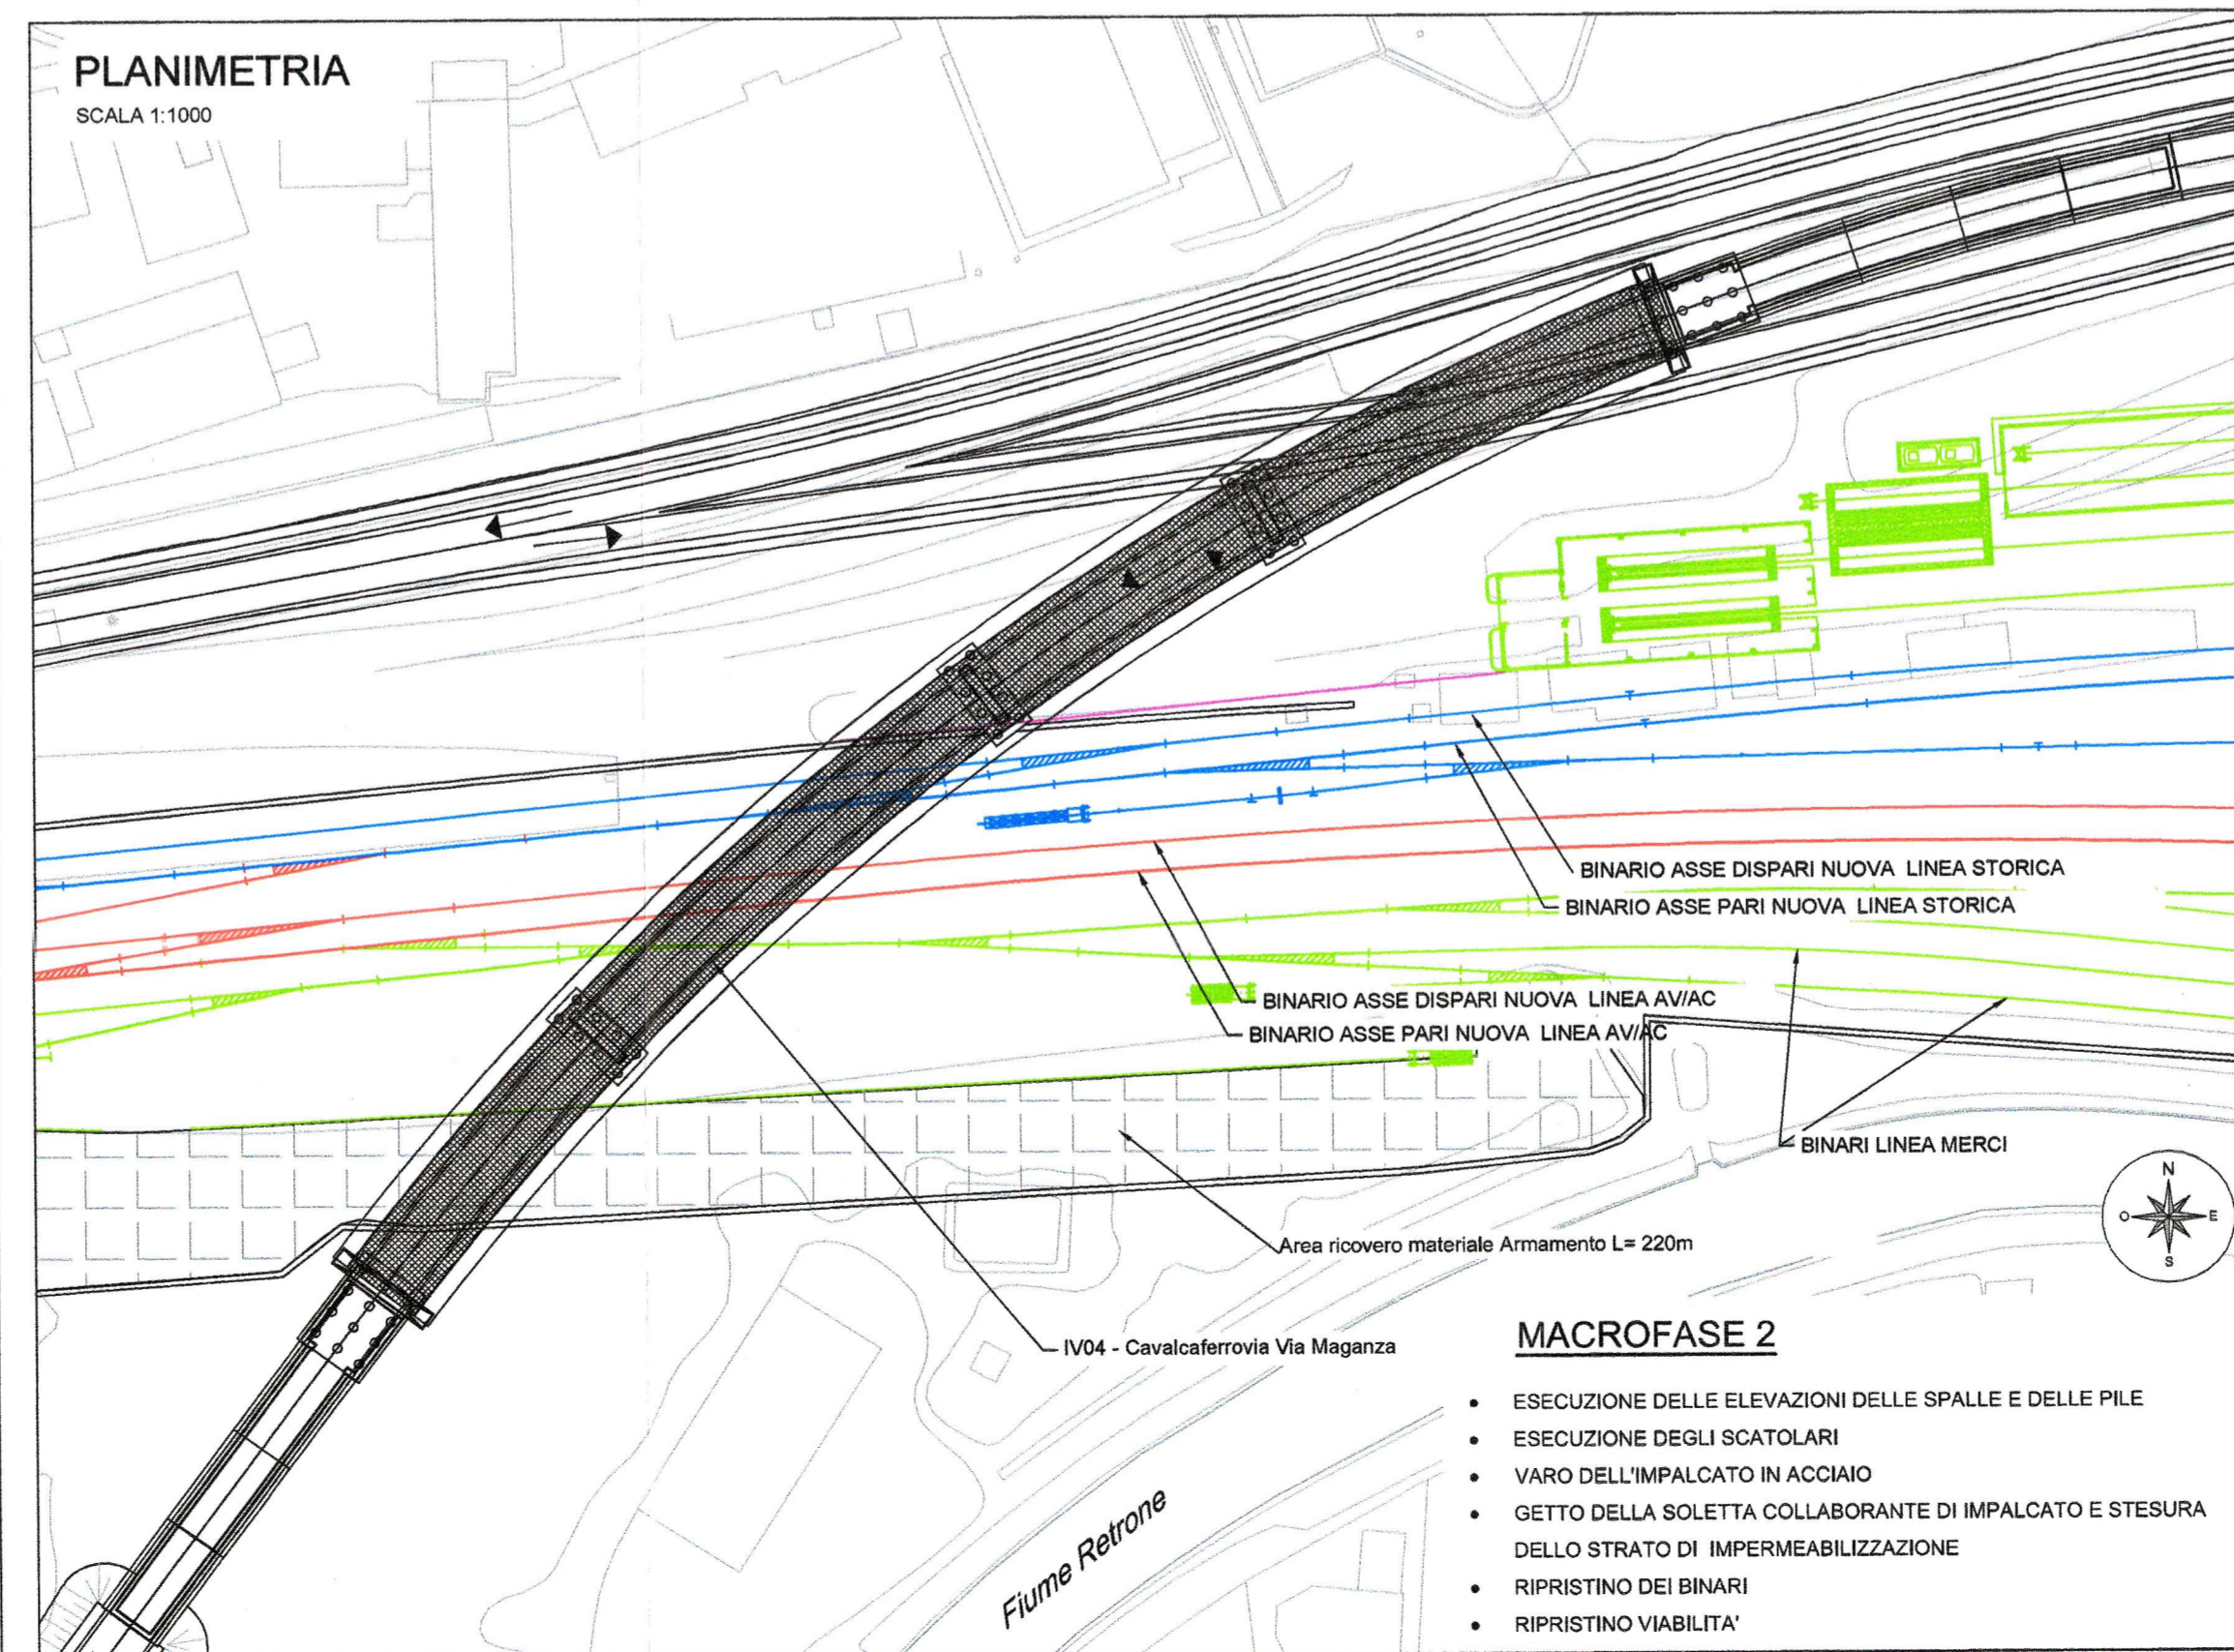 PLANIMETRIA
SCALA 1:1000
BINARIO ASSE DISPARI NUOVA LINEA STORICA
BINARIO ASSE PARI NUOVA LINEA STORICA
BINARIO ASSE DISPARI NUOVA LINEA AV/AC
BINARIO ASSE PARI NUOVA LINEA AV/AC
BINARI LINEA MERCI
N
O
E
S
Area ricovero materiale Armamento L= 220m
IV04 - Cavalcaferrovia Via Maganza
Fiume Retrone
MACROFASE 2
• ESECUZIONE DELLE ELEVAZIONI DELLE SPALLE E DELLE PILE
• ESECUZIONE DEGLI SCATOLARI
• VARO DELL'IMPALCATO IN ACCIAIO
• GETTO DELLA SOLETTA COLLABORANTE DI IMPALCATO E STESURA
DELLO STRATO DI IMPERMEABILIZZAZIONE
• RIPRISTINO DEI BINARI
• RIPRISTINO VIABILITA'